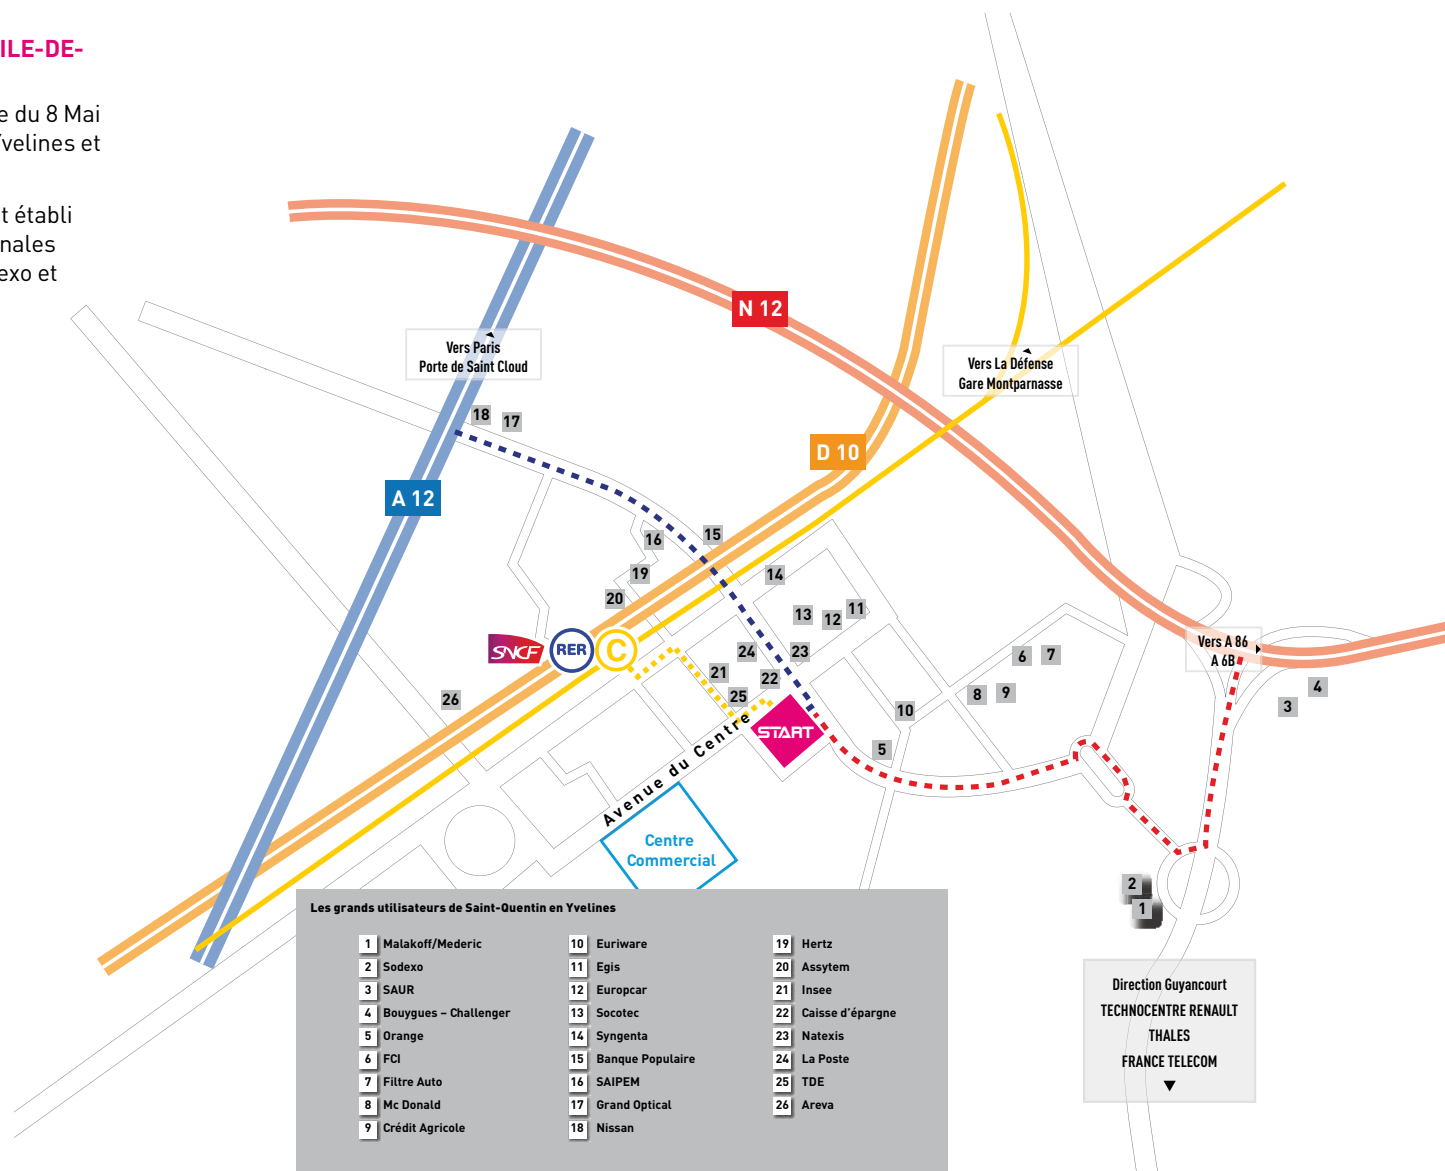 ILE-DE-
e du 8 Mai
Yvelines et
t établi
nales
exo et
N 12
Vers Paris
Porte de Saint Cloud
Vers La Défense
Gare Montparnasse
18
17
D 10
A 12
15
16
14
19
20
13
12
11
SNCF
RER
C
24
23
6
7
Vers A 86
A 6B
21
22
25
8
9
4
3
26
10
START
5
Avenue du Centre
Centre
Commercial
2
1
Les grands utilisateurs de Saint-Quentin en Yvelines
1 Malakoff/Mederic
2 Sodexo
3 SAUR
4 Bouygues – Challenger
5 Orange
6 FCI
7 Filtre Auto
8 Mc Donald
9 Crédit Agricole
10 Euriware
11 Egis
12 Europcar
13 Socotec
14 Syngenta
15 Banque Populaire
16 SAIPEM
17 Grand Optical
18 Nissan
19 Hertz
20 Assytem
21 Insee
22 Caisse d'épargne
23 Natexis
24 La Poste
25 TDE
26 Areva
Direction Guyancourt
TECHNOCENTRE RENAULT
THALES
FRANCE TELECOM